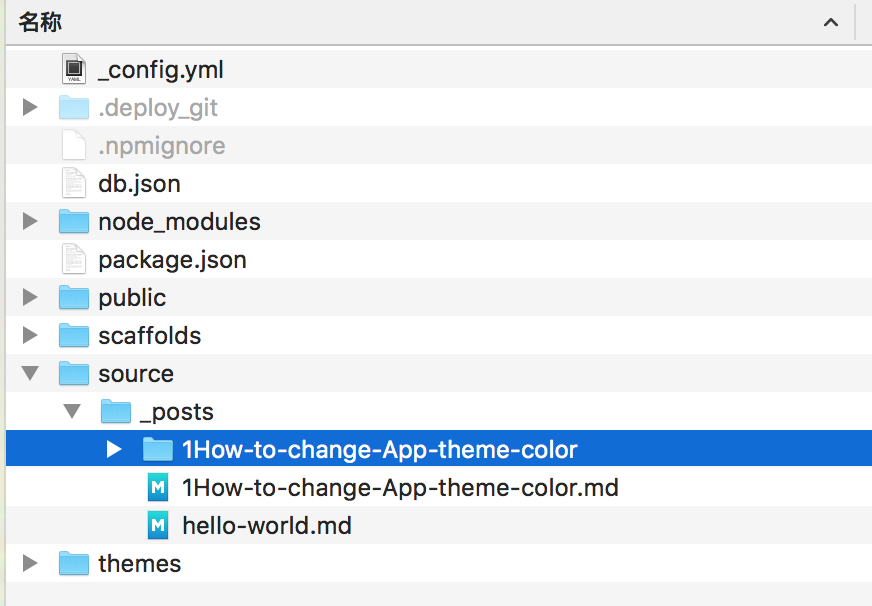 名称
_config.yml
.deploy_git
.npmignore
db.json
node_modules
package.json
public
scaffolds
source
_posts
1How-to-change-App-theme-color
1How-to-change-App-theme-color.md
hello-world.md
themes